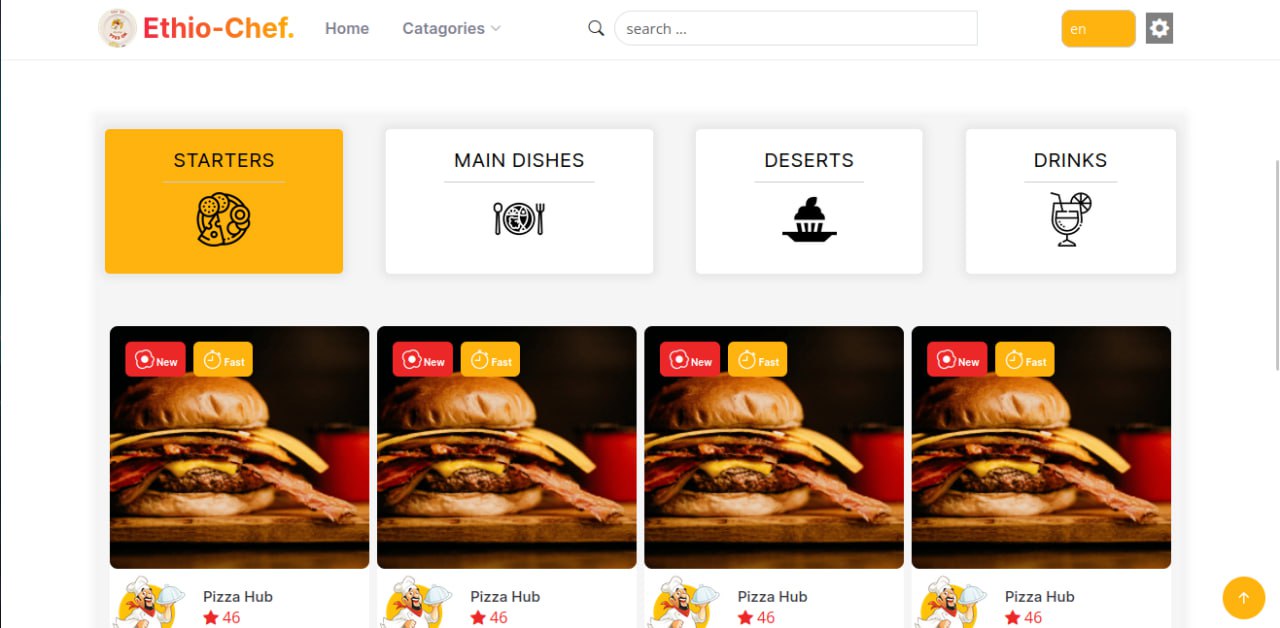 Ethio-Chef.
Home
Catagories
search ...
en
STARTERS
MAIN DISHES
DESERTS
DRINKS
New
Fast
New
Fast
New
Fast
New
Fast
Pizza Hub
46
Pizza Hub
46
Pizza Hub
46
Pizza Hub
46